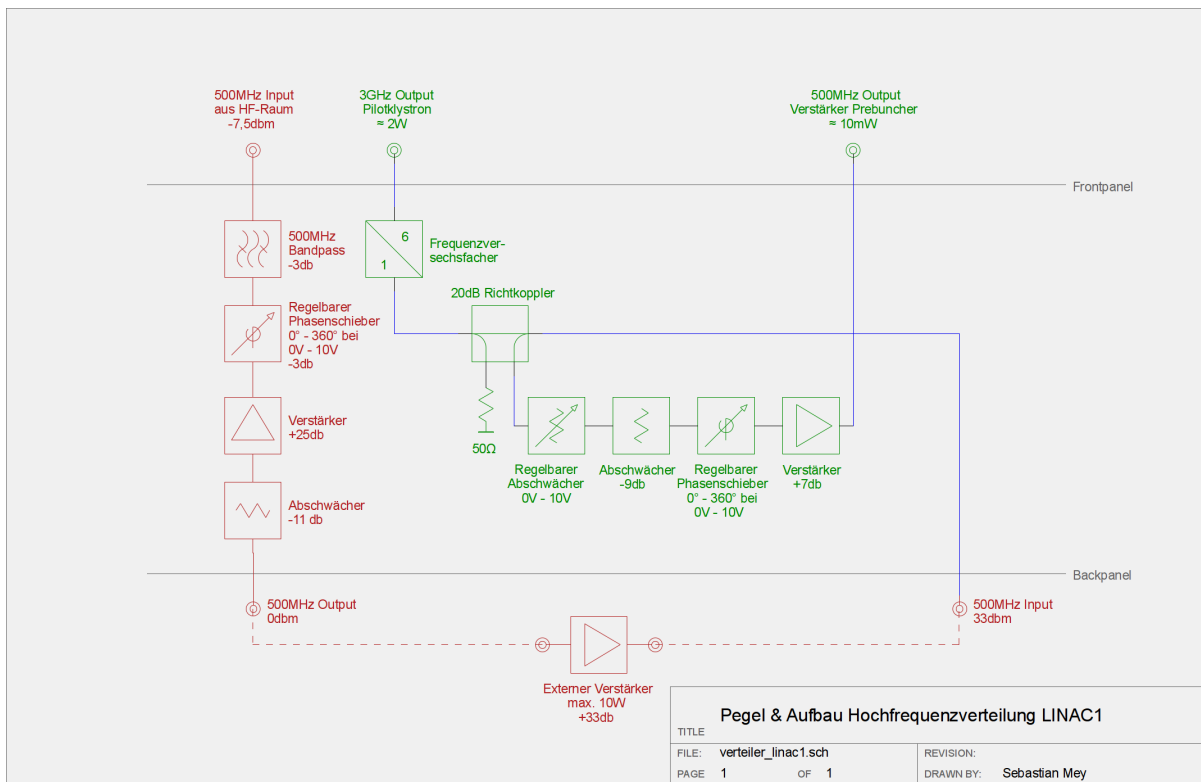 500MHz Input
aus HF-Raum
-7,5dbm
3GHz Output
Pilotklystron
≈ 2W
500MHz Output
Verstärker Prebuncher
≈ 10mW
Frontpanel
500MHz
Bandpass
-3db
6
1
Frequenzver-
sechsfacher
20dB Richtkoppler
Regelbarer
Phasenschieber
0° - 360° bei
0V - 10V
-3db
φ
Verstärker
+25db
50Ω
Regelbarer
Abschwächer
0V - 10V
Abschwächer
-9db
φ
Regelbarer
Phasenschieber
0° - 360° bei
0V - 10V
Verstärker
+7db
Abschwächer
-11 db
Backpanel
500MHz Output
0dbm
500MHz Input
33dbm
Externer Verstärker
max. 10W
+33db
TITLE Pegel & Aufbau Hochfrequenzverteilung LINAC1
FILE: verteiler_linac1.sch
REVISION:
PAGE 1 OF 1
DRAWN BY: Sebastian Mey